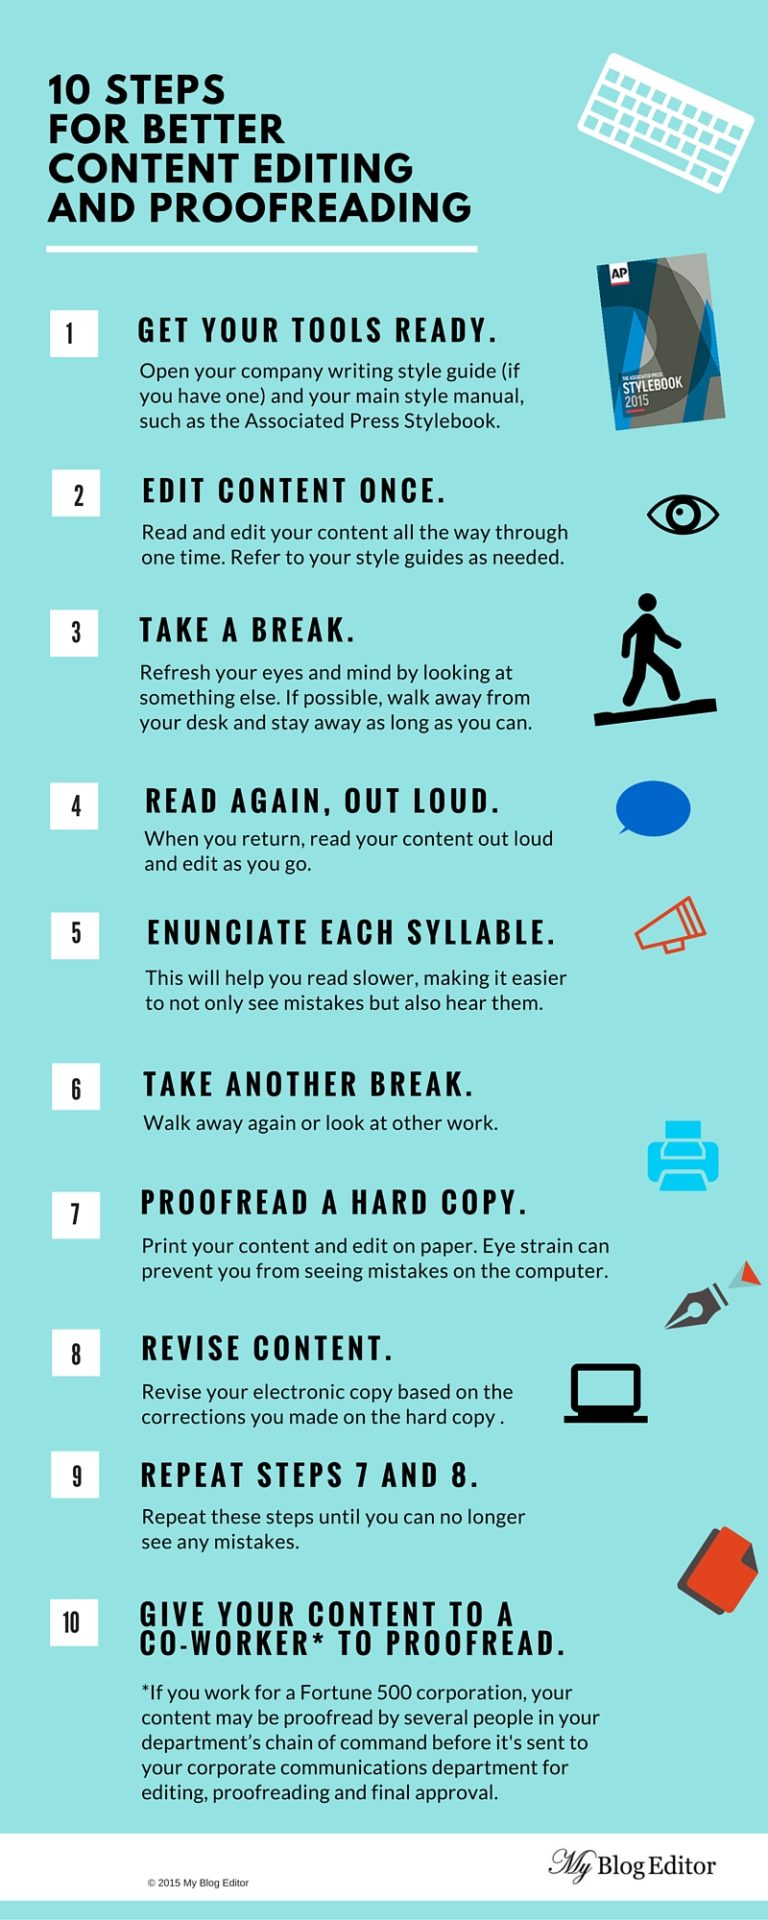 10 STEPS
FOR BETTER
CONTENT EDITING
AND PROOFREADING
AP
THE ASSOCIATED PRESS
STYLEBOOK
2015
1
GET YOUR TOOLS READY.
Open your company writing style guide (if
you have one) and your main style manual,
such as the Associated Press Stylebook.
2
EDIT CONTENT ONCE.
Read and edit your content all the way through
one time. Refer to your style guides as needed.
3
TAKE A BREAK.
Refresh your eyes and mind by looking at
something else. If possible, walk away from
your desk and stay away as long as you can.
4
READ AGAIN, OUT LOUD.
When you return, read your content out loud
and edit as you go.
5
ENUNCIATE EACH SYLLABLE.
This will help you read slower, making it easier
to not only see mistakes but also hear them.
6
TAKE ANOTHER BREAK.
Walk away again or look at other work.
7
PROOFREAD A HARD COPY.
Print your content and edit on paper. Eye strain can
prevent you from seeing mistakes on the computer.
8
REVISE CONTENT.
Revise your electronic copy based on the
corrections you made on the hard copy .
9
REPEAT STEPS 7 AND 8.
Repeat these steps until you can no longer
see any mistakes.
10
GIVE YOUR CONTENT TO A
CO-WORKER* TO PROOFREAD.
*If you work for a Fortune 500 corporation, your
content may be proofread by several people in your
department’s chain of command before it's sent to
your corporate communications department for
editing, proofreading and final approval.
My Blog Editor
© 2015 My Blog Editor